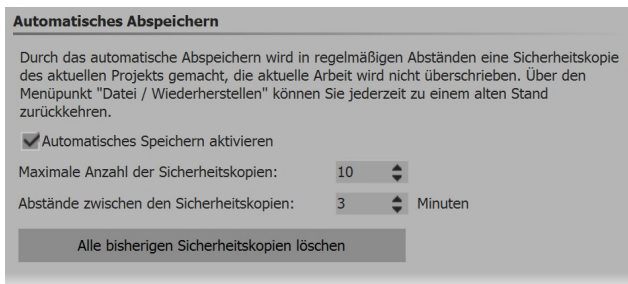 Automatisches Abspeichern
Durch das automatische Abspeichern wird in regelmäßigen Abständen eine Sicherheitskopie
des aktuellen Projekts gemacht, die aktuelle Arbeit wird nicht überschrieben. Über den
Menüpunkt "Datei / Wiederherstellen" können Sie jederzeit zu einem alten Stand
zurückkehren.
Automatisches Speichern aktivieren
Maximale Anzahl der Sicherheitskopien: 10
Abstände zwischen den Sicherheitskopien: 3 Minuten
Alle bisherigen Sicherheitskopien löschen